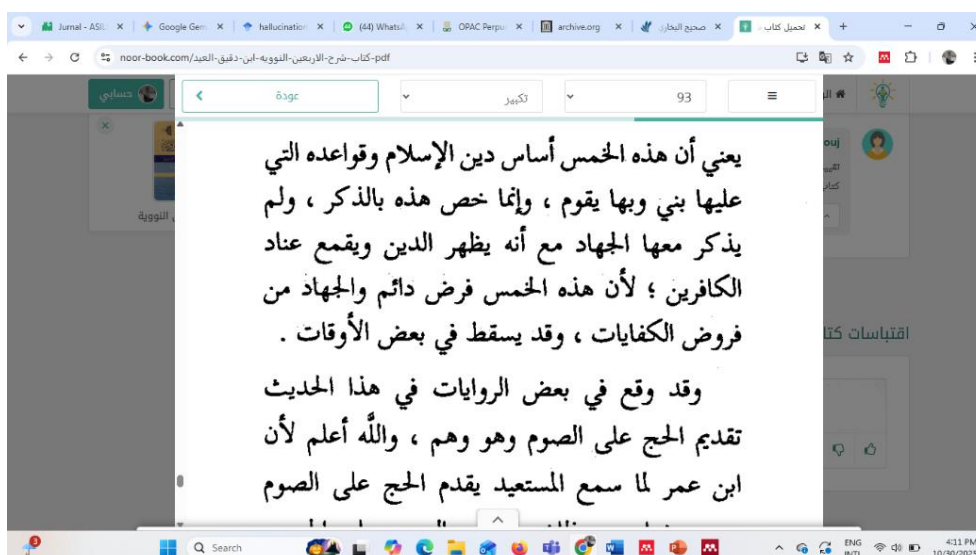 Jurnal - ASIL
Google Gem
hallucination
(44) WhatsA
OPAC Perpu
archive.org
صحيح البخاري
تحميل كتاب
noor-book.com/كتاب-شرح-الاربعين-النوويه-ابن-دقيق-العيد-pdf
حسابي
عودة
تكبير
93
ouj
كتاب
النووية
اقتباسات كتا
يعني أن هذه الخمس أساس دين الإسلام وقواعده التي
عليها بني وبها يقوم ، وإنما خص هذه بالذكر ، ولم
يذكر معها الجهاد مع أنه يظهر الدين ويقمع عناد
الكافرين ؛ لأن هذه الخمس فرض دائم والجهاد من
فروض الكفايات ، وقد يسقط في بعض الأوقات .
وقد وقع في بعض الروايات في هذا الحديث
تقديم الحج على الصوم وهو وهم ، والله أعلم لأن
ابن عمر لما سمع المستعيد يقدم الحج على الصوم
Search
ENG
INTL
4:11 PM